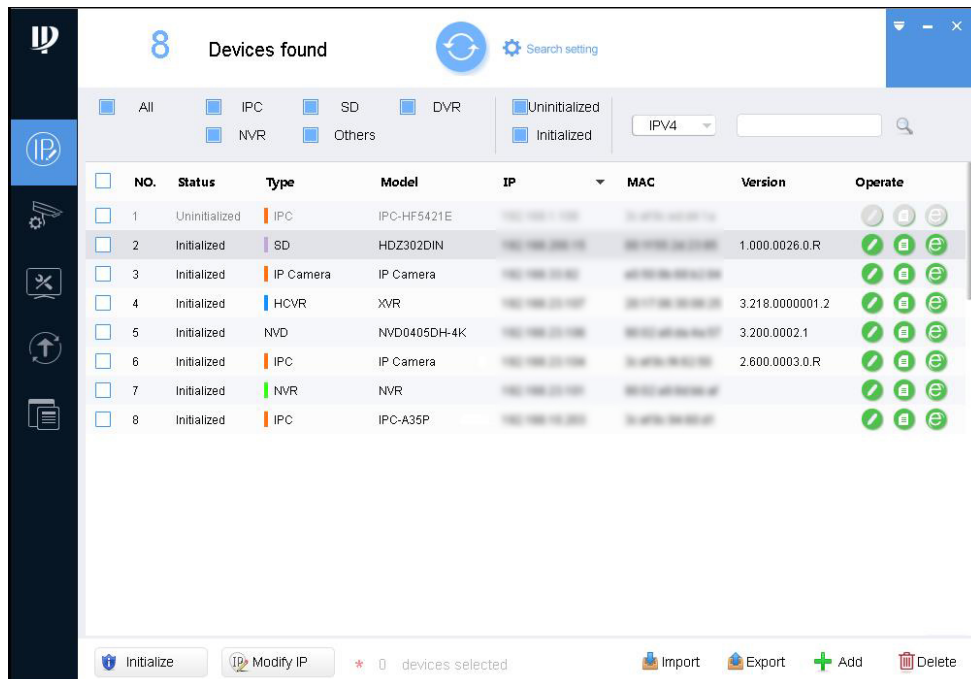 8 Devices found Search setting
All IPC SD DVR Uninitialized
NVR Others Initialized IPV4
NO. Status Type Model IP MAC Version Operate
1 Uninitialized IPC IPC-HF5421E
2 Initialized SD HDZ302DIN 1.000.0026.0.R
3 Initialized IP Camera IP Camera
4 Initialized HCVR XVR 3.218.0000001.2
5 Initialized NVD NVD0405DH-4K 3.200.0002.1
6 Initialized IPC IP Camera 2.600.0003.0.R
7 Initialized NVR NVR
8 Initialized IPC IPC-A35P
Initialize IP Modify IP * 0 devices selected Import Export Add Delete